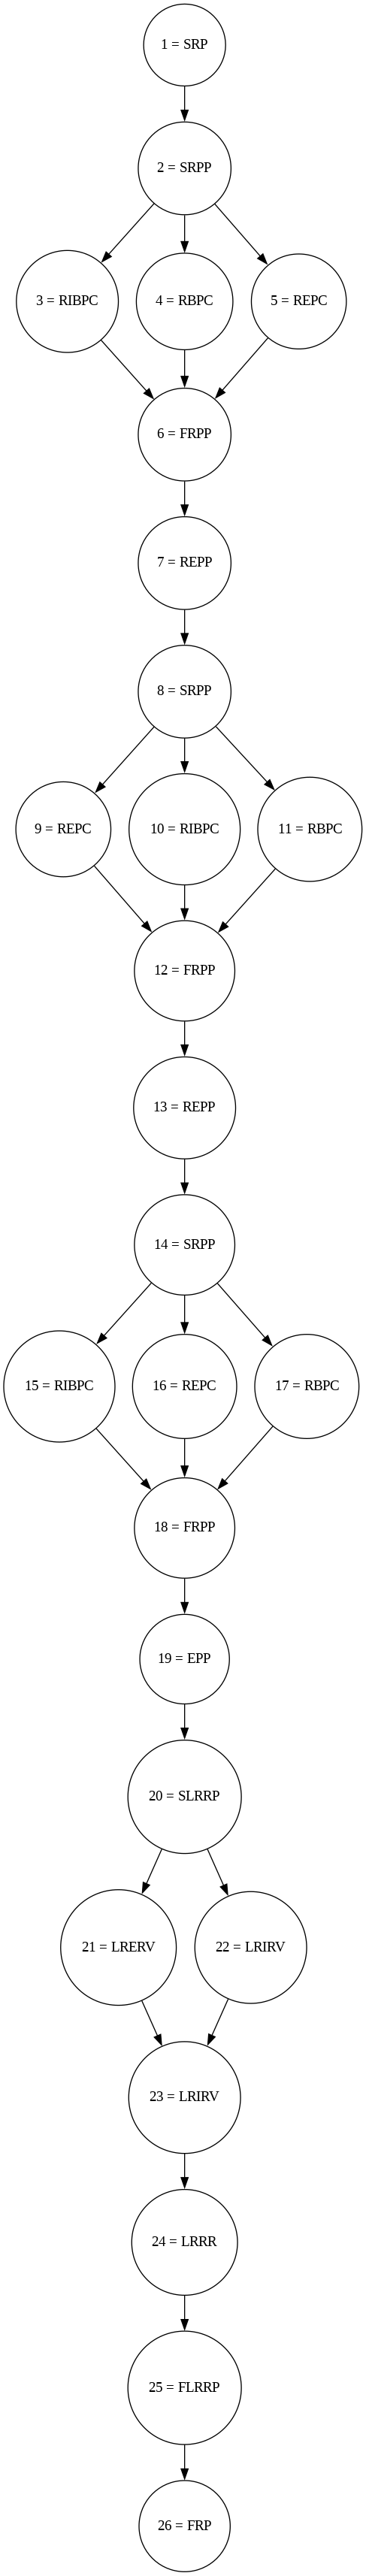 1 = SRP
2 = SRPP
3 = RIBPC
4 = RBPC
5 = REPC
6 = FRPP
7 = REPP
8 = SRPP
9 = REPC
10 = RIBPC
11 = RBPC
12 = FRPP
13 = REPP
14 = SRPP
15 = RIBPC
16 = REPC
17 = RBPC
18 = FRPP
19 = EPP
20 = SLRRP
21 = LRERV
22 = LRIRV
23 = LRIRV
24 = LRRR
25 = FLRRP
26 = FRP